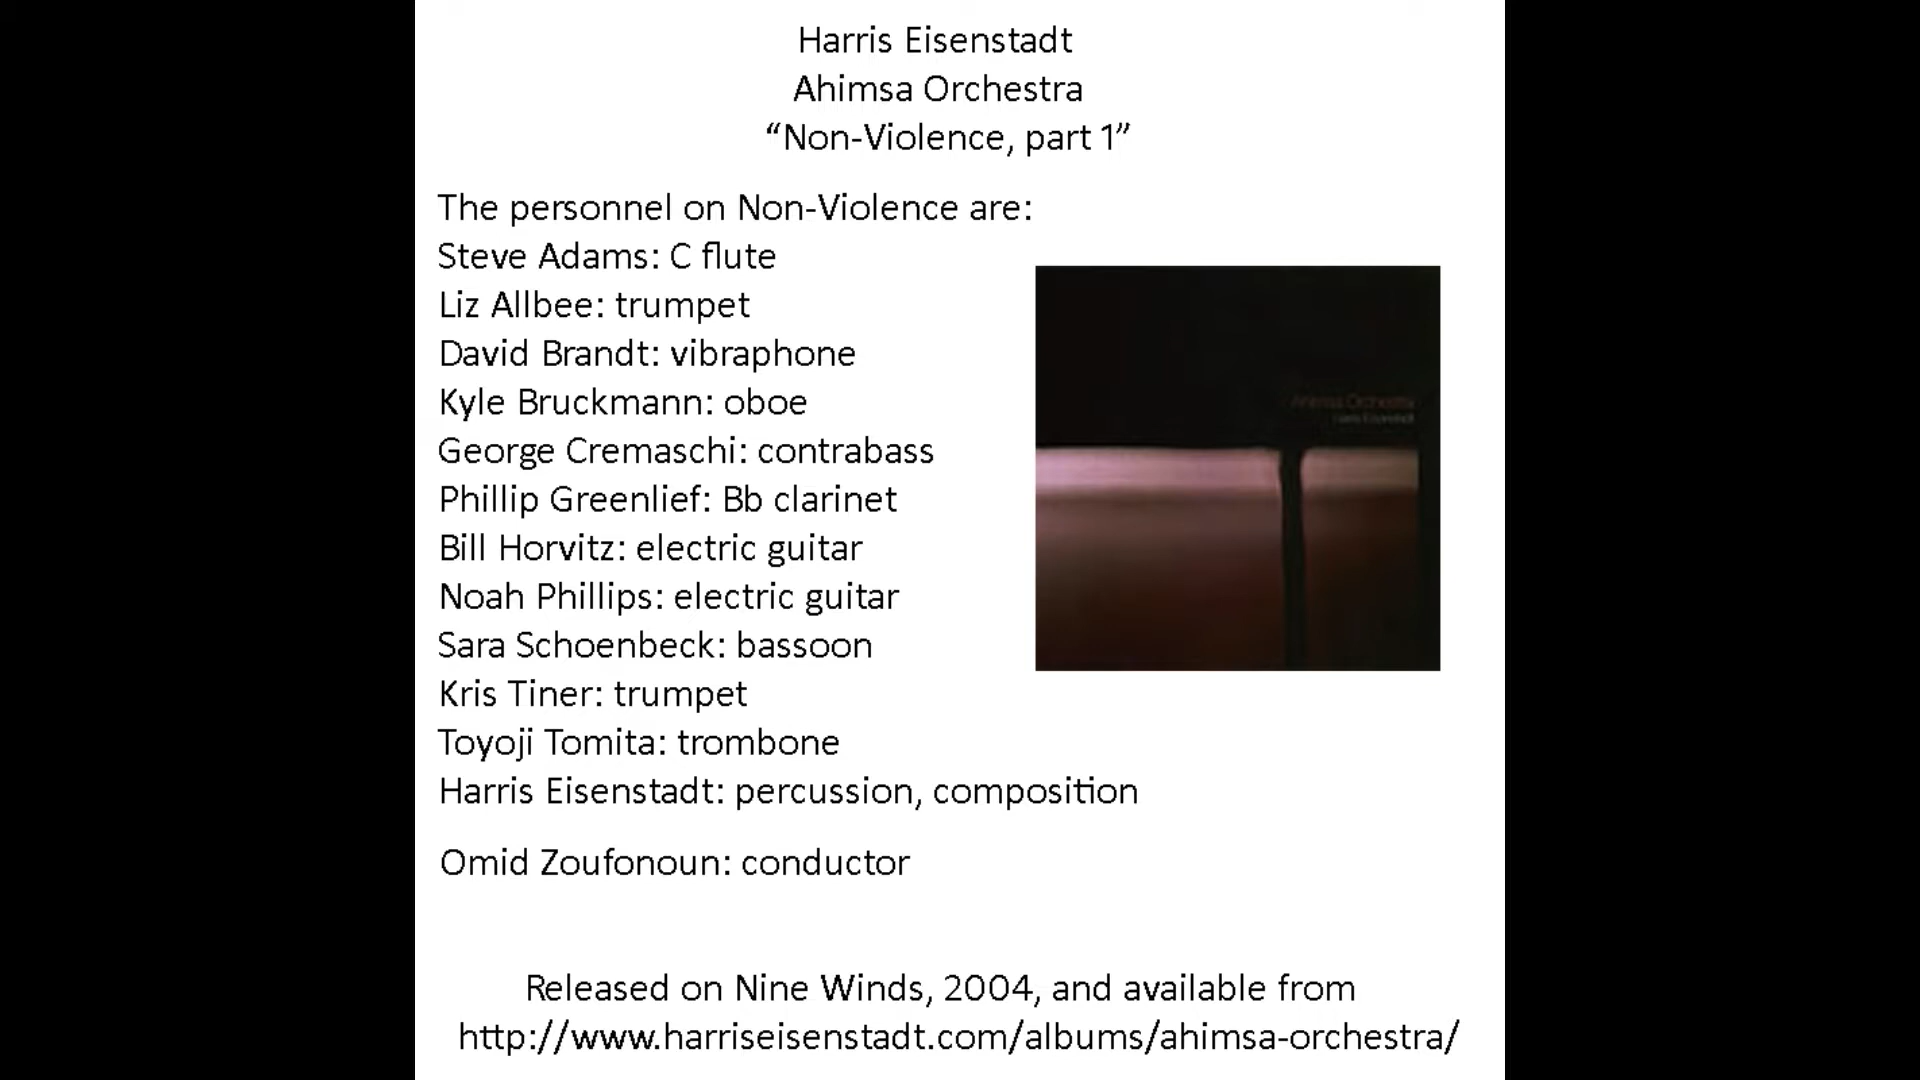 Harris Eisenstadt
Ahimsa Orchestra
“Non-Violence, part 1”
The personnel on Non-Violence are:
Steve Adams: C flute
Liz Allbee: trumpet
David Brandt: vibraphone
Kyle Bruckmann: oboe
George Cremaschi: contrabass
Phillip Greenlief: Bb clarinet
Bill Horvitz: electric guitar
Noah Phillips: electric guitar
Sara Schoenbeck: bassoon
Kris Tiner: trumpet
Toyoji Tomita: trombone
Harris Eisenstadt: percussion, composition
Omid Zoufonoun: conductor
Ahimsa Orchestra
Released on Nine Winds, 2004, and available from
http://www.harriseisenstadt.com/albums/ahimsa-orchestra/